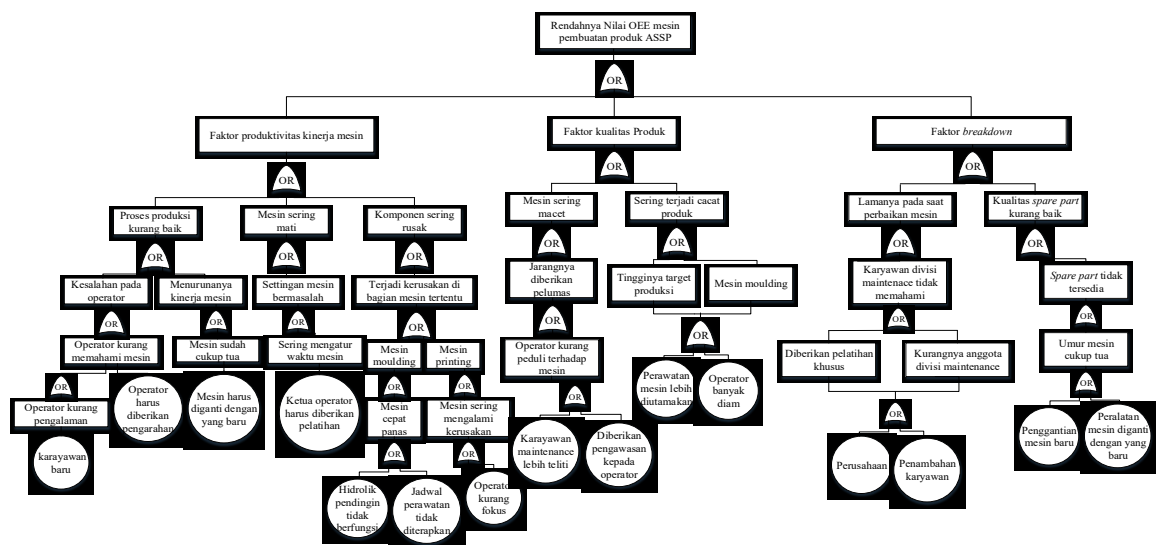 Rendahnya Nilai OEE mesin
pembuatan produk ASSP
OR
Faktor produktivitas kinerja mesin
Faktor kualitas Produk
Faktor breakdown
OR
OR
OR
Proses produksi
kurang baik
Mesin sering
mati
Komponen sering
rusak
Mesin sering
macet
Sering terjadi cacat
produk
Lamanya pada saat
perbaikan mesin
Kualitas spare part
kurang baik
OR
OR
OR
OR
OR
OR
OR
Kesalahan pada
operator
Menurunanya
kinerja mesin
Settingan mesin
bermasalah
Terjadi kerusakan di
bagian mesin tertentu
Jarangnya
diberikan
pelumas
Tingginya target
produksi
Mesin moulding
Karyawan divisi
maintenace tidak
memahami
Spare part tidak
tersedia
OR
OR
OR
OR
OR
OR
OR
OR
Operator kurang
memahami mesin
Mesin sudah
cukup tua
Sering mengatur
waktu mesin
Mesin
moulding
Mesin
printing
Operator kurang
peduli terhadap
mesin
Diberikan pelatihan
khusus
Kurangnya anggota
divisi maintenance
Umur mesin
cukup tua
OR
OR
OR
OR
OR
OR
Operator kurang
pengalaman
Operator
harus
diberikan
pengarahan
Mesin harus
diganti dengan
yang baru
Ketua operator
harus diberikan
pelatihan
Mesin
cepat
panas
Mesin sering
mengalami
kerusakan
Perawatan
mesin lebih
diutamakan
Operator
banyak
diam
karayawan
baru
OR
OR
Karayawan
maintenance
lebih teliti
Diberikan
pengawasan
kepada
operator
Perusahaan
Penambahan
karyawan
Penggantian
mesin baru
Peralatan
mesin diganti
dengan yang
baru
Hidrolik
pendingin
tidak
berfungsi
Jadwal
perawatan
tidak
diterapkan
Operator
kurang
fokus